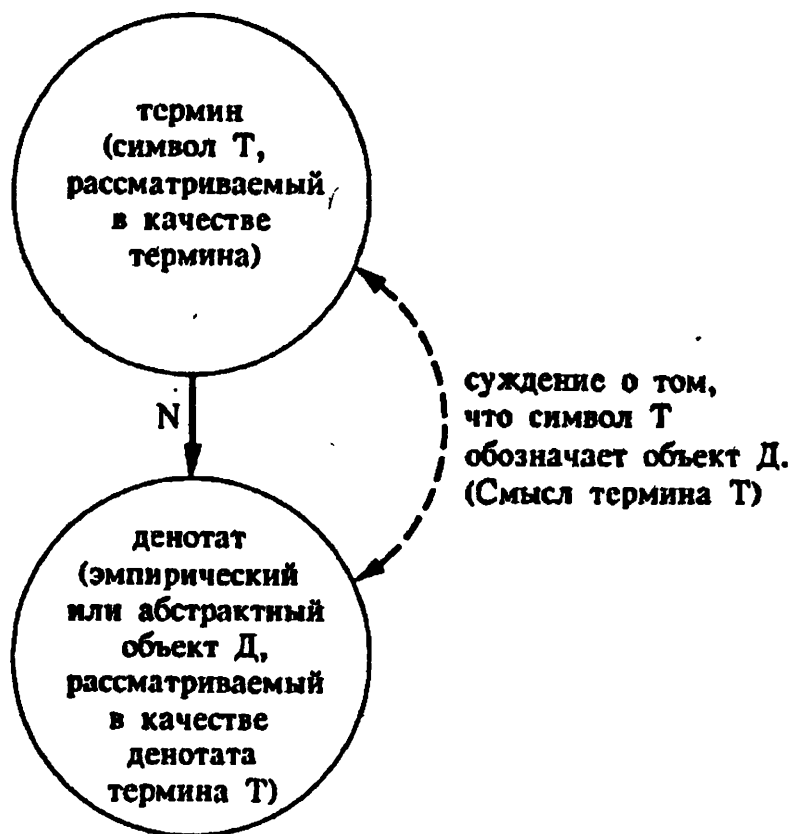 термин
(символ Т,
рассматриваемый
в качестве
термина)
N
суждение о том,
что символ Т
обозначает объект Д.
(Смысл термина Т)
денотат
(эмпирический
или абстрактный
объект Д,
рассматриваемый
в качестве
денотата
термина Т)